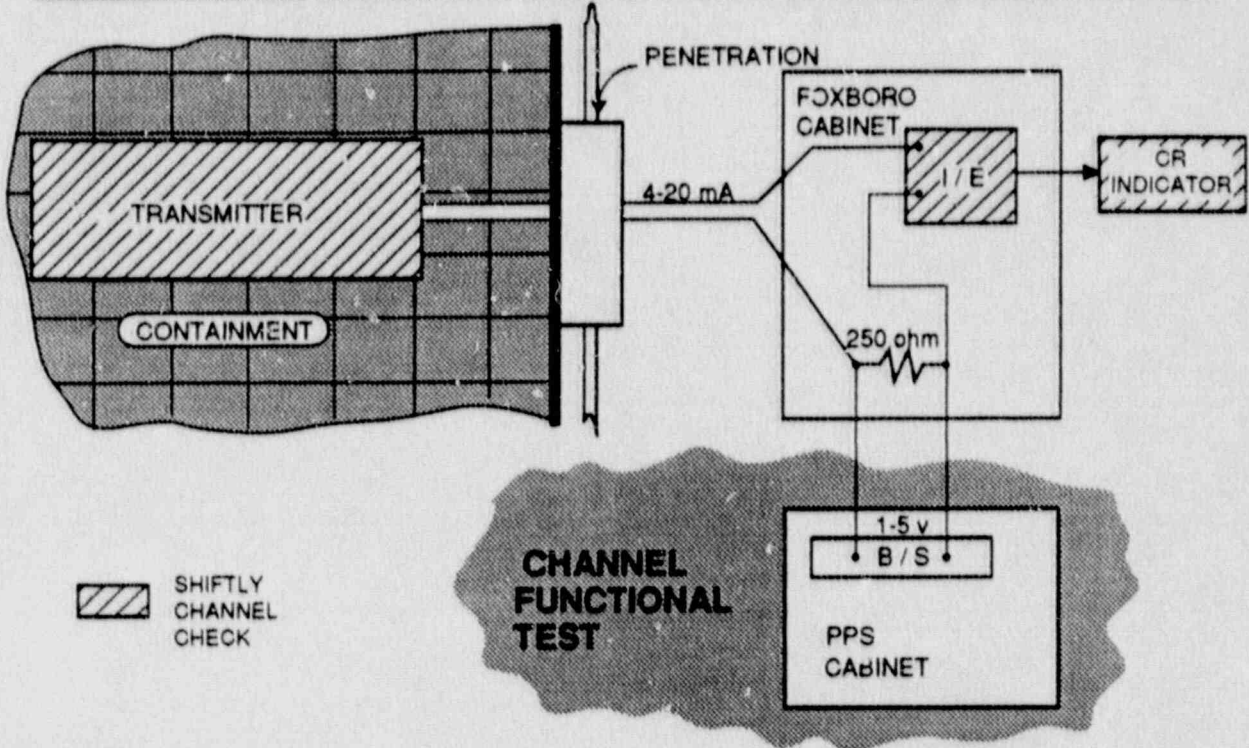 PENETRATION
FOXBORO
CABINET
I / E
CR
INDICATOR
4-20 mA
TRANSMITTER
CONTAINMENT
250 ohm
1-5 v
B / S
CHANNEL
FUNCTIONAL
TEST
PPS
CABINET
SHIFTLY
CHANNEL
CHECK